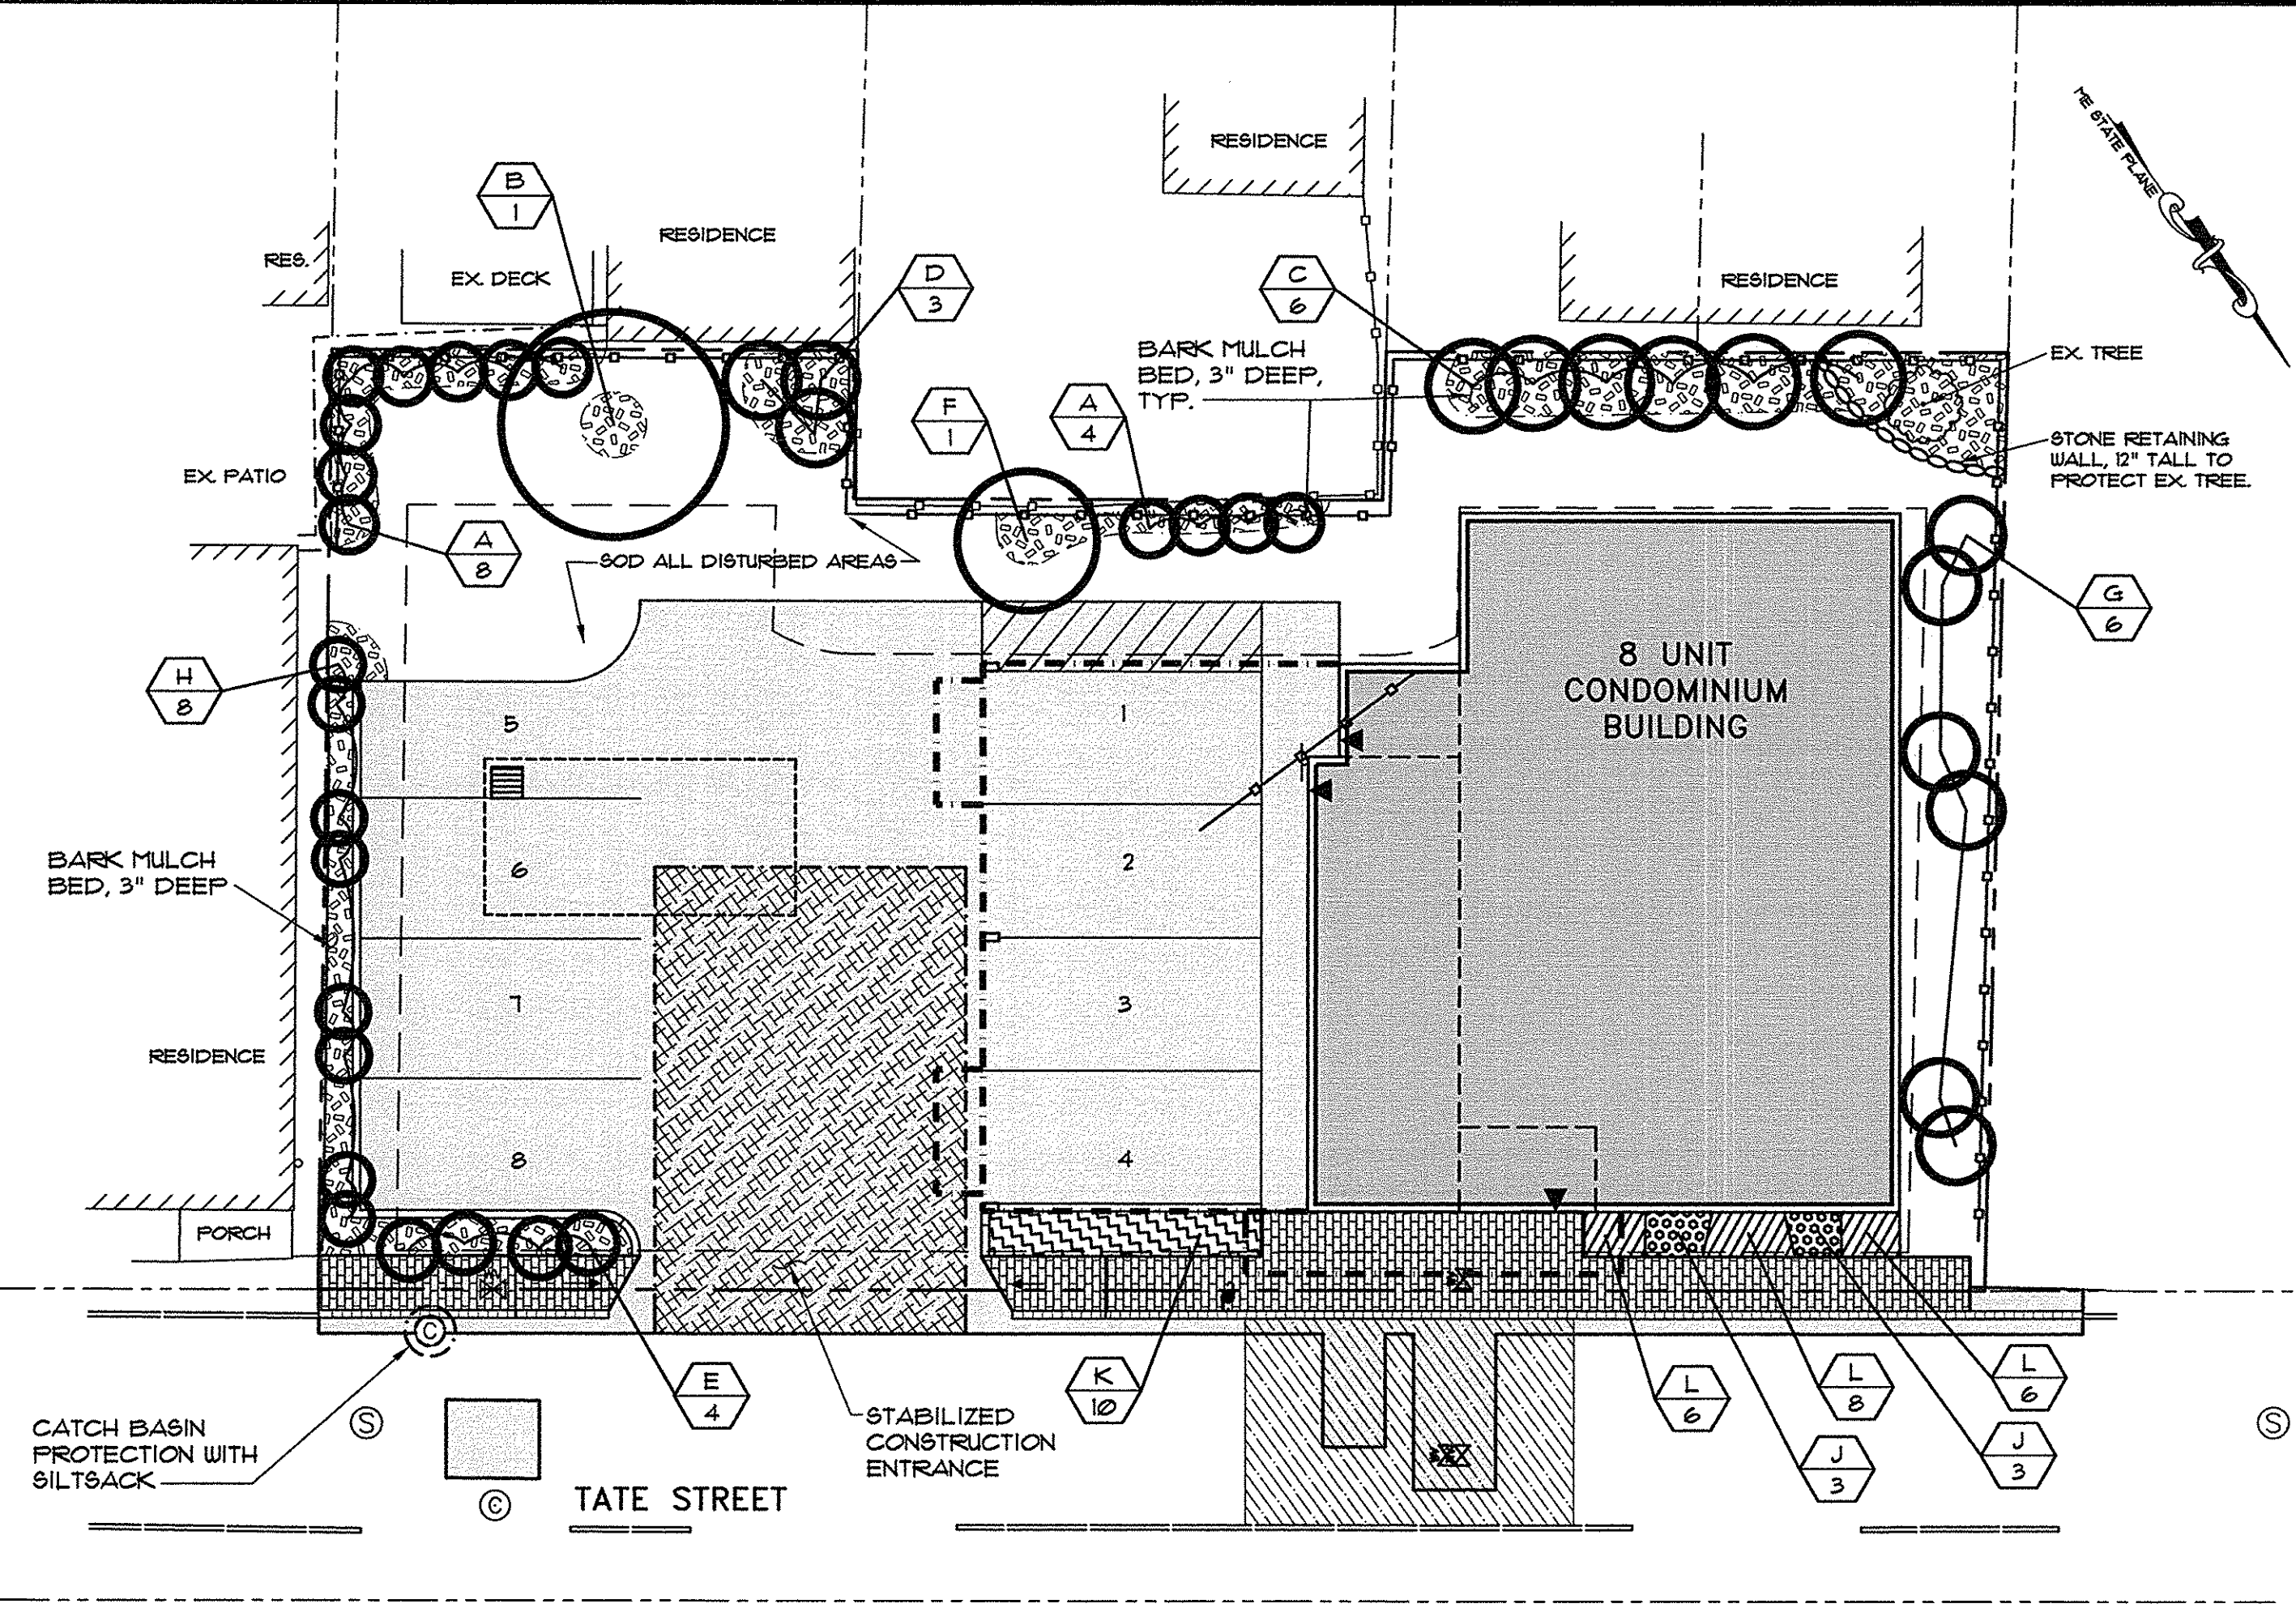 ME STATE PLANE
RESIDENCE
B
1
RESIDENCE
RES.
EX. DECK
D
3
C
6
RESIDENCE
BARK MULCH
BED, 3" DEEP,
TYP.
EX. TREE
F
1
A
4
STONE RETAINING
WALL, 12" TALL TO
PROTECT EX. TREE.
EX. PATIO
A
8
SOD ALL DISTURBED AREAS
G
6
H
8
8 UNIT
CONDOMINIUM
BUILDING
5
1
BARK MULCH
BED, 3" DEEP
6
2
7
3
RESIDENCE
8
4
PORCH
C
E
4
K
10
L
6
L
8
L
6
STABILIZED
CONSTRUCTION
ENTRANCE
CATCH BASIN
PROTECTION WITH
SILTSACK
S
S
J
3
J
3
C
TATE STREET